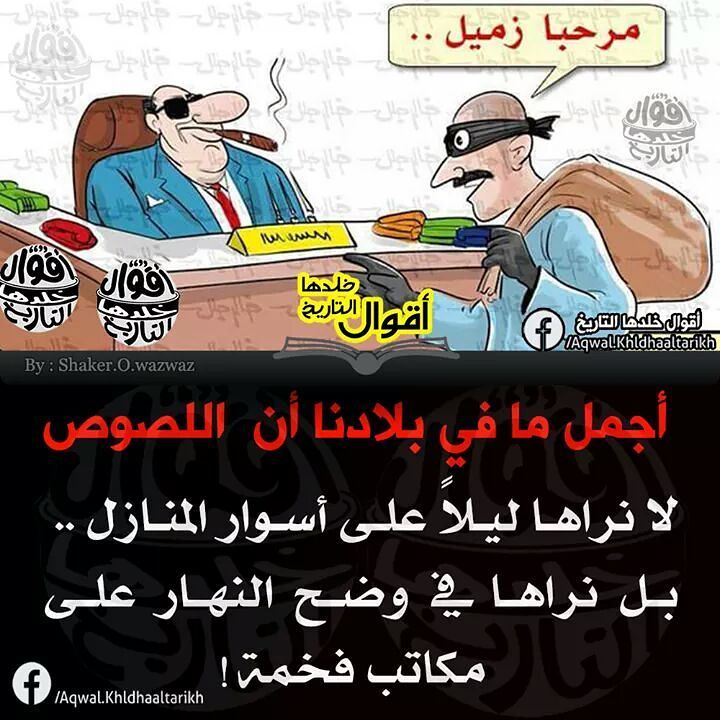 مرحبا زميل ..
أقوال خلدها التاريخ
أقوال خلدها التاريخ
/Aqwal.Khldhaaltarikh
By : Shaker.O.wazwaz
أجمل ما في بلادنا أن اللصوص
لا نراها ليلاً على أسوار المنازل ..
بل نراها في وضح النهار على
مكاتب فخمة !
/Aqwal.Khldhaaltarikh